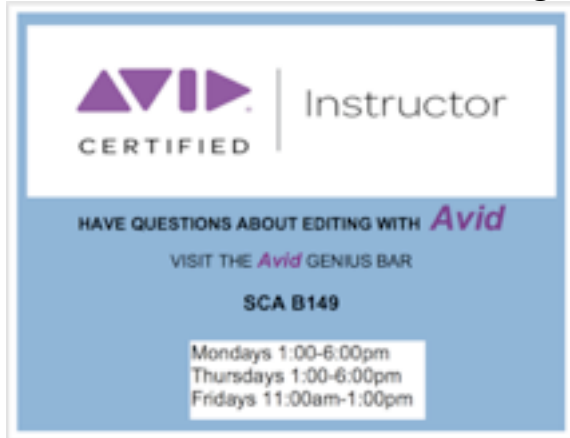 AVID
CERTIFIED
Instructor
HAVE QUESTIONS ABOUT EDITING WITH Avid
VISIT THE Avid GENIUS BAR
SCA B149
Mondays 1:00-6:00pm
Thursdays 1:00-6:00pm
Fridays 11:00am-1:00pm